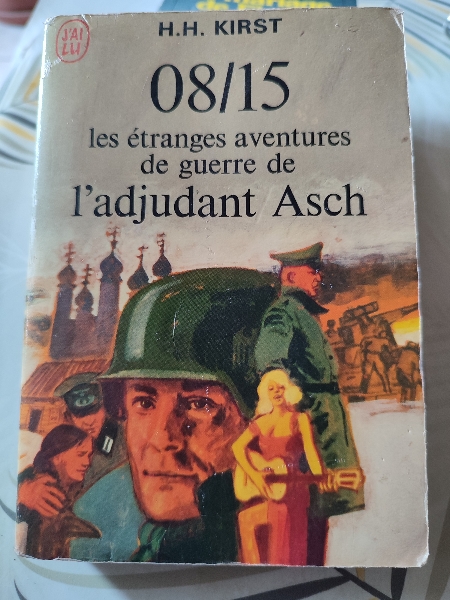 J'AI
LU
H.H. KIRST
08/15
les étranges aventures
de guerre de
l'adjudant Asch